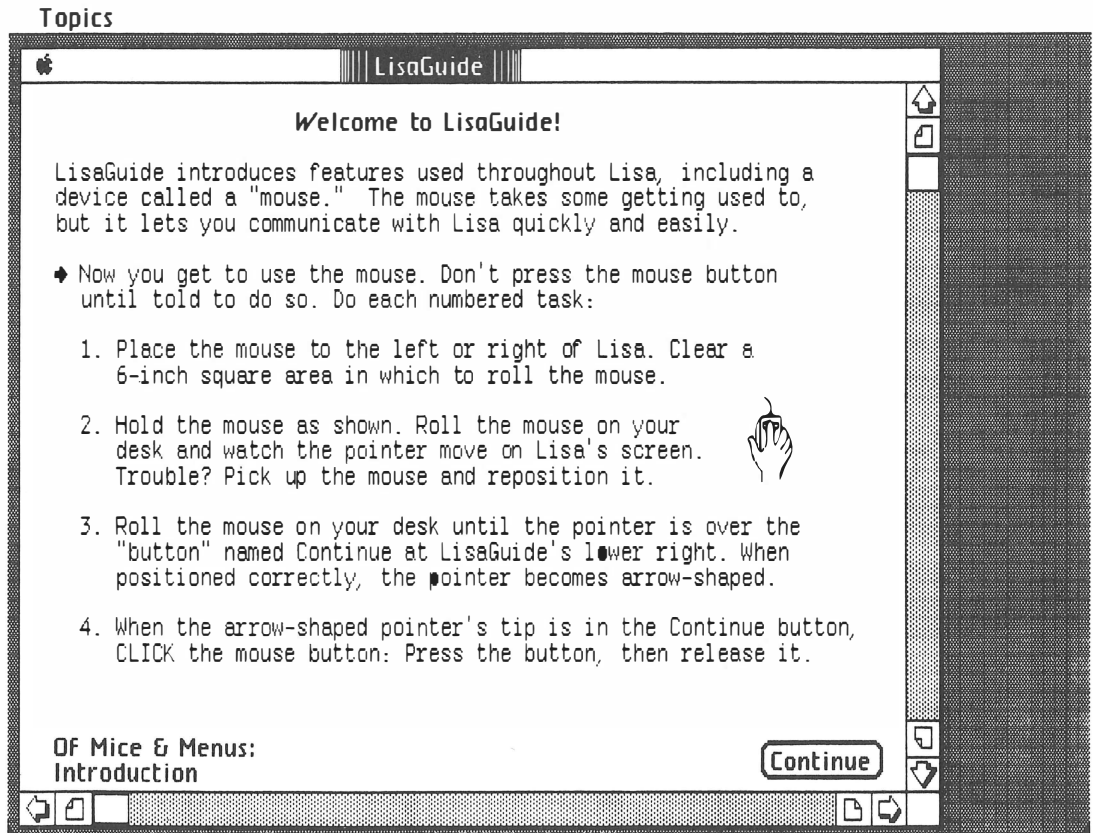 Topics
LisaGuide
Welcome to LisaGuide!
LisaGuide introduces features used throughout Lisa, including a
device called a "mouse."  The mouse takes some getting used to,
but it lets you communicate with Lisa quickly and easily.
Now you get to use the mouse. Don't press the mouse button
until told to do so. Do each numbered task:
1. Place the mouse to the left or right of Lisa. Clear a
6-inch square area in which to roll the mouse.
2. Hold the mouse as shown. Roll the mouse on your
desk and watch the pointer move on Lisa's screen.
Trouble? Pick up the mouse and reposition it.
3. Roll the mouse on your desk until the pointer is over the
"button" named Continue at LisaGuide's lower right. When
positioned correctly, the pointer becomes arrow-shaped.
4. When the arrow-shaped pointer's tip is in the Continue button,
CLICK the mouse button: Press the button, then release it.
OF Mice & Menus:
Introduction
Continue